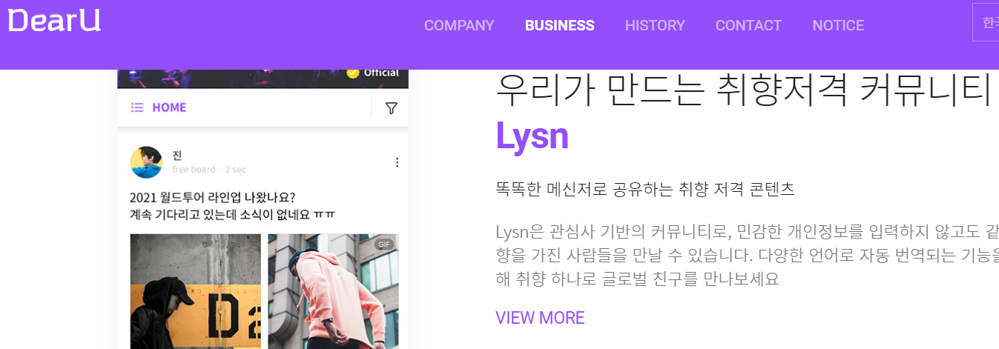 DearU
COMPANY BUSINESS HISTORY CONTACT NOTICE
Official
HOME
진
free board · 2 sec
2021 월드투어 라인업 나왔나요?
계속 기다리고 있는데 소식이 없네요 ㅠㅠ
GIF
우리가 만드는 취향저격 커뮤니티
Lysn
똑똑한 메신저로 공유하는 취향 저격 콘텐츠
Lysn은 관심사 기반의 커뮤니티로, 민감한 개인정보를 입력하지 않고도 같
향을 가진 사람들을 만날 수 있습니다. 다양한 언어로 자동 번역되는 기능을
해 취향 하나로 글로벌 친구를 만나보세요
VIEW MORE